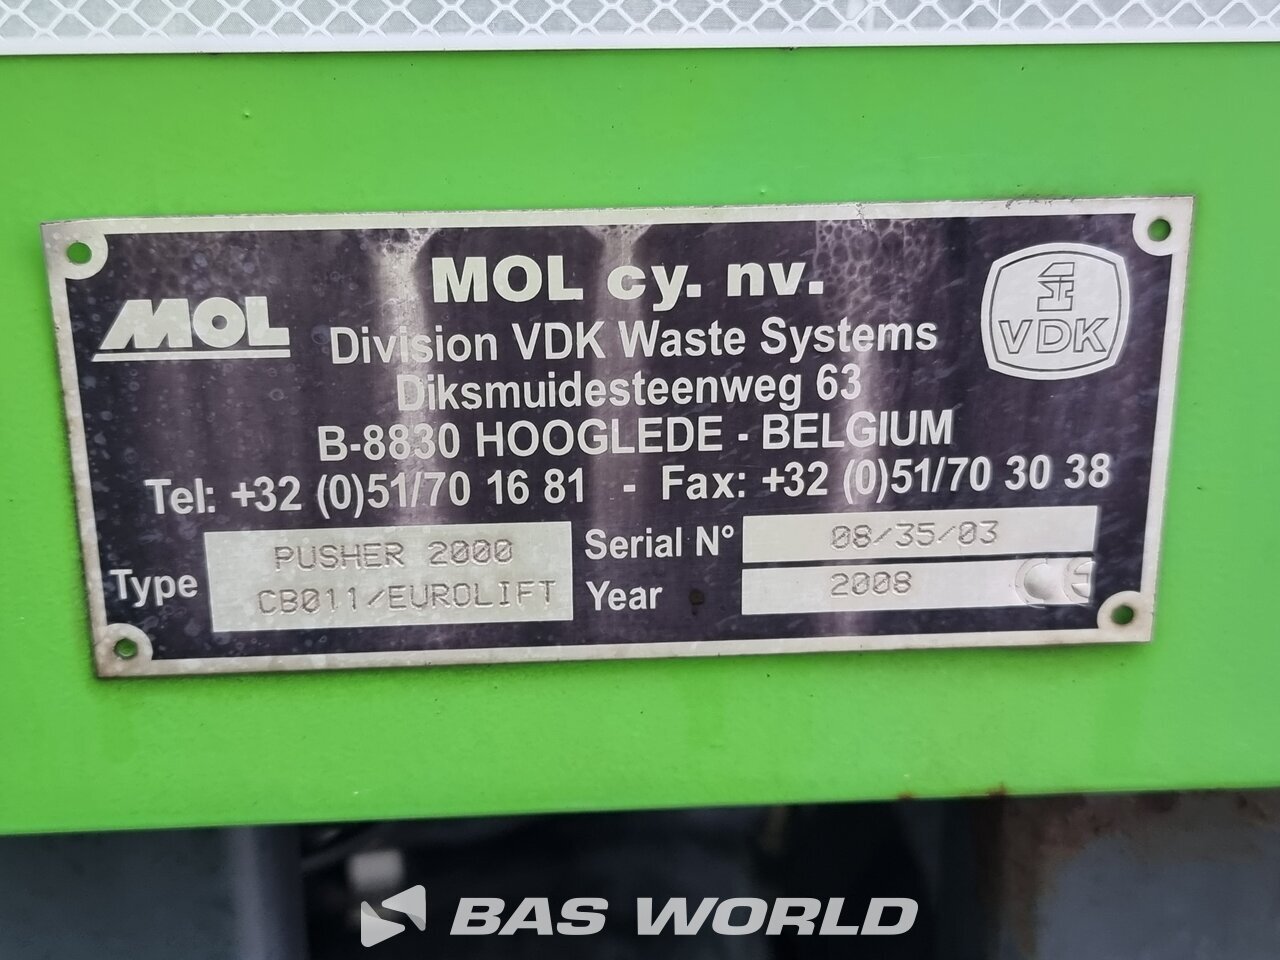 MOL
MOL cy. nv.
VDK
Division VDK Waste Systems
Diksmuidesteenweg 63
B-8830 HOOGLEDE - BELGIUM
Tel: +32 (0)51/70 16 81 - Fax: +32 (0)51/70 30 38
Type PUSHER 2000
CB011/EUROLIFT
Serial N° 08/35/03
Year 2008 CE
BAS WORLD